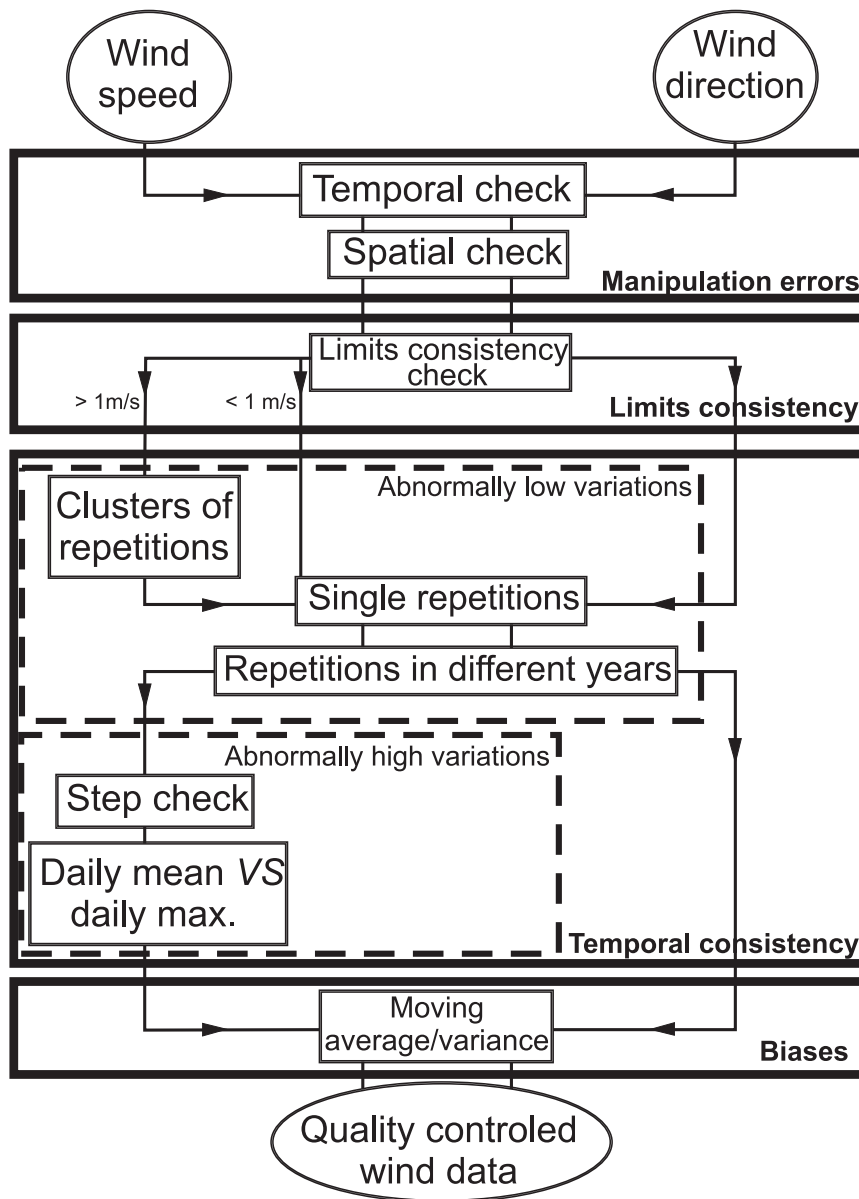 Wind
speed
Wind
direction
Temporal check
Spatial check
Manipulation errors
Limits consistency
check
> 1m/s
< 1 m/s
Limits consistency
Abnormally low variations
Clusters of
repetitions
Single repetitions
Repetitions in different years
Abnormally high variations
Step check
Daily mean VS
daily max.
Temporal consistency
Moving
average/variance
Biases
Quality controled
wind data